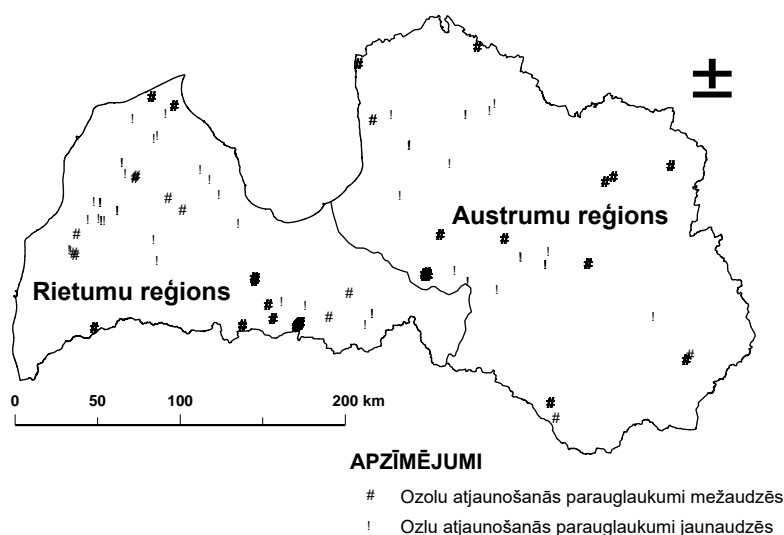 Austrumu reģions
Rietumu reģions
0 50 100 200 km
APZĪMĒJUMI
# Ozolu atjaunošanās parauglaukumi mežaudzēs
! Ozlu atjaunošanās parauglaukumi jaunaudzēs